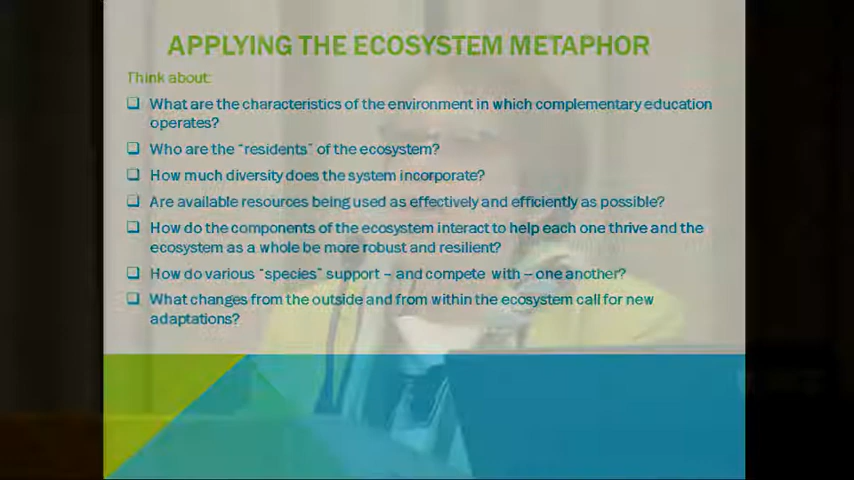 APPLYING THE ECOSYSTEM METAPHOR
Think about:
❑ What are the characteristics of the environment in which complementary education
operates?
❑ Who are the "residents" of the ecosystem?
❑ How much diversity does the system incorporate?
❑ Are available resources being used as effectively and efficiently as possible?
❑ How do the components of the ecosystem interact to help each one thrive and the
ecosystem as a whole be more robust and resilient?
❑ How do various "species" support – and compete with – one another?
❑ What changes from the outside and from within the ecosystem call for new
adaptations?